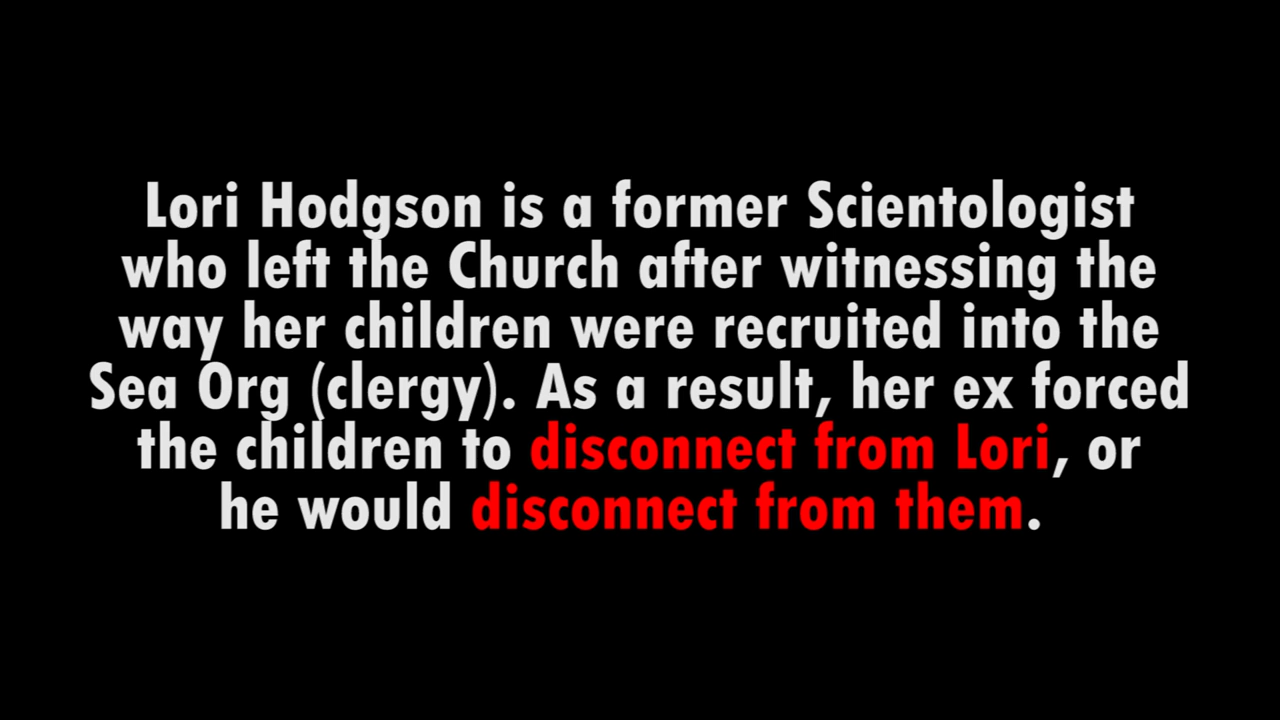 Lori Hodgson is a former Scientologist
who left the Church after witnessing the
way her children were recruited into the
Sea Org (clergy). As a result, her ex forced
the children to disconnect from Lori, or
he would disconnect from them.